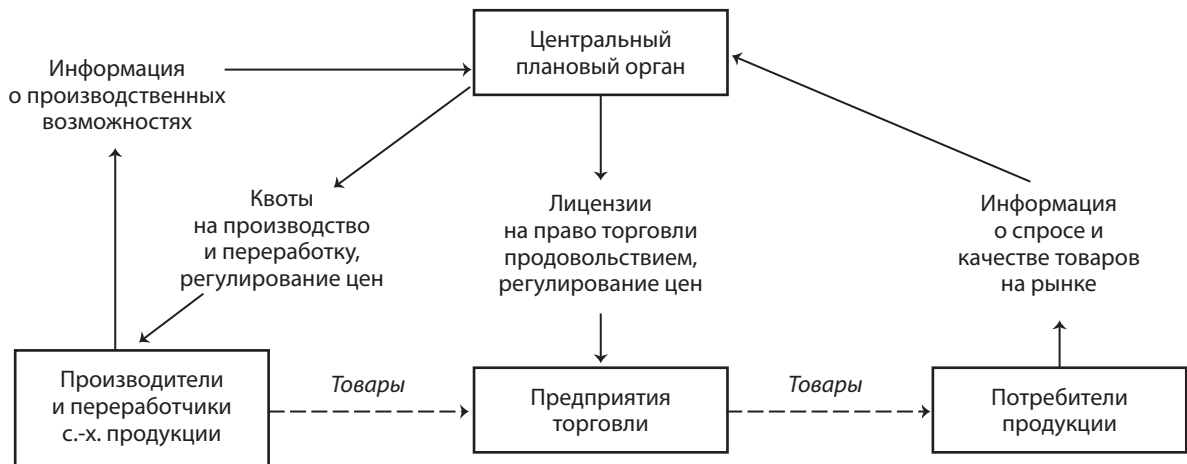 Центральный
плановый орган
Информация
о производственных
возможностях
Квоты
на производство
и переработку,
регулирование цен
Лицензии
на право торговли
продовольствием,
регулирование цен
Информация
о спросе и
качестве товаров
на рынке
Производители
и переработчики
с.-х. продукции
Товары
Предприятия
торговли
Товары
Потребители
продукции